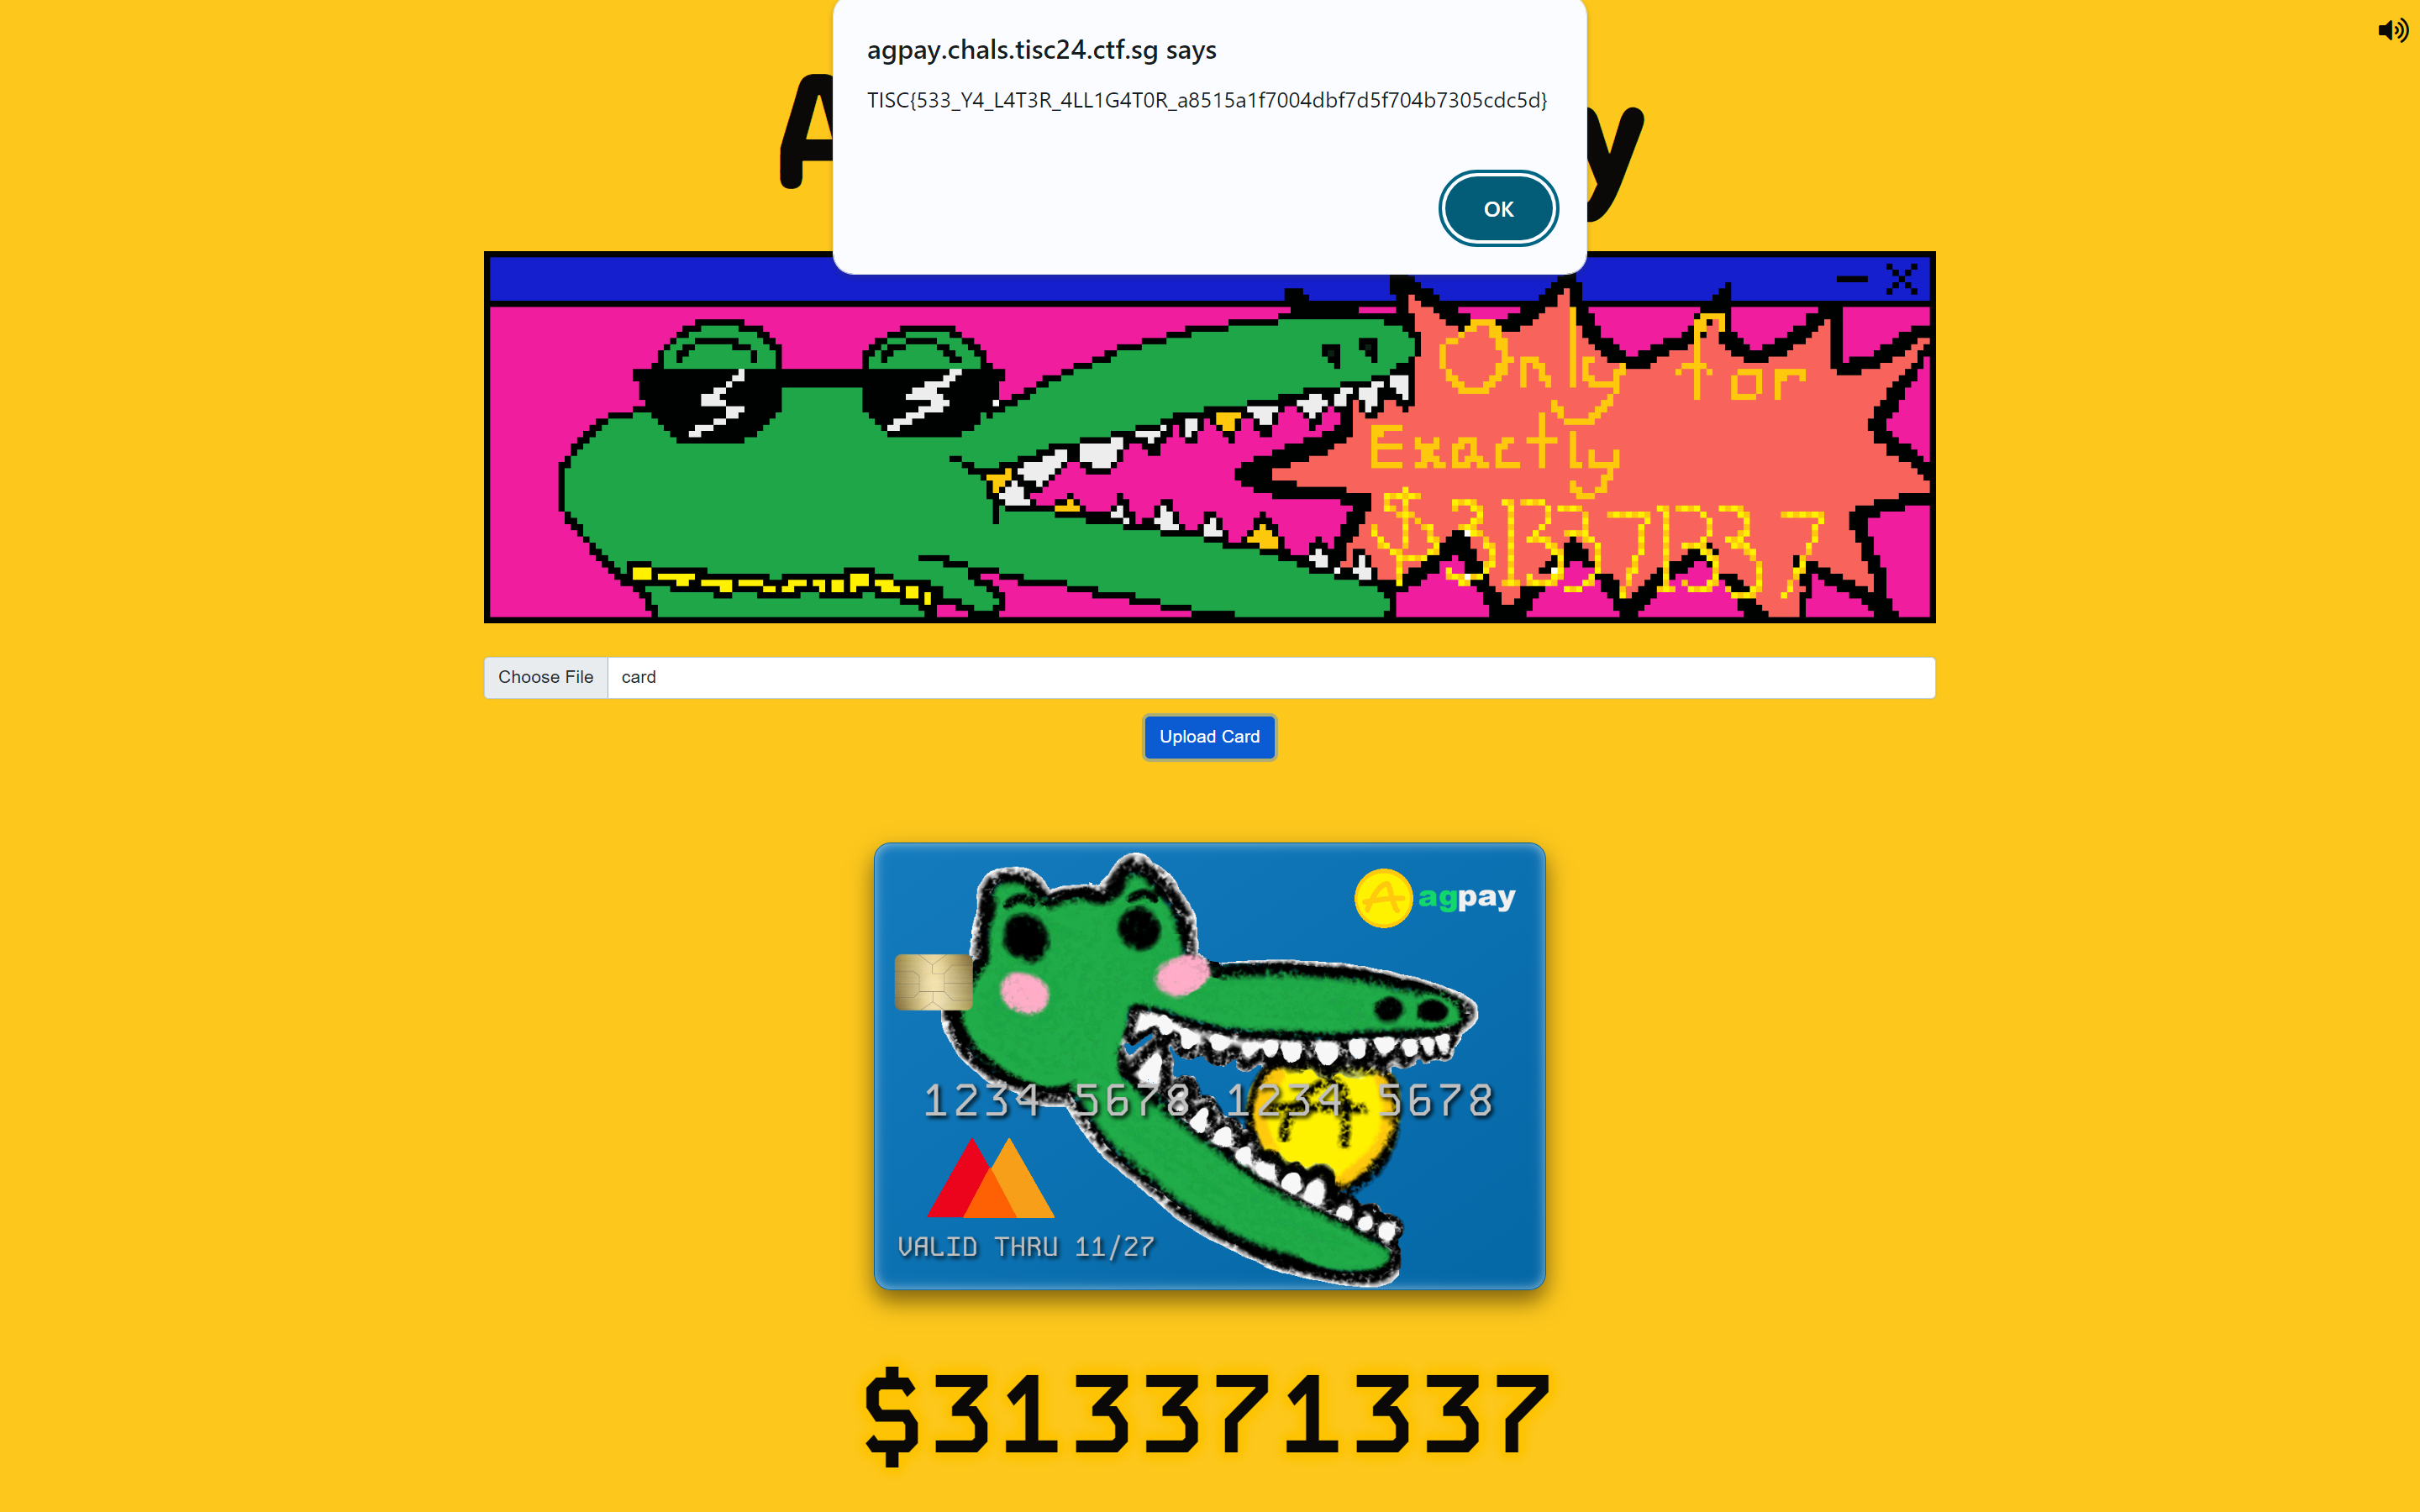 agpay.chals.tisc24.ctf.sg says
TISC{533_Y4_L4T3R_4LL1G4T0R_a8515a1f7004dbf7d5f704b7305cdc5d}
OK
Only for
Exactly
$313371337
Choose File card
Upload Card
agpay
1234 5678 1234 5678
VALID THRU 11/27
$313371337